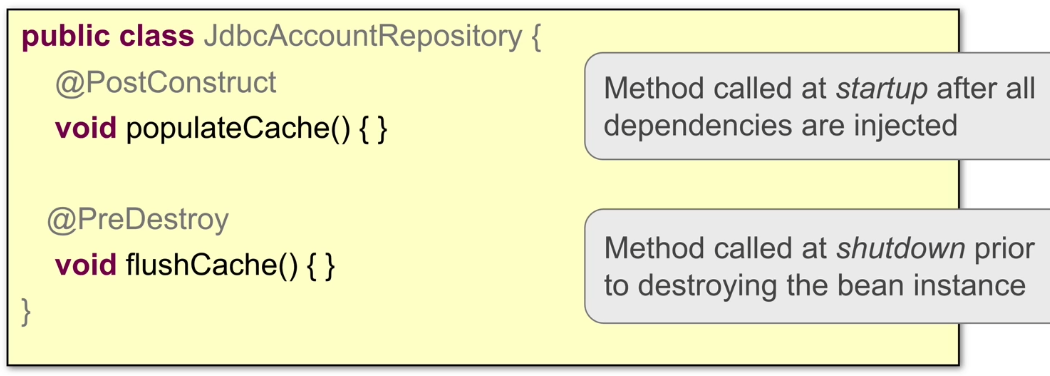 public class JdbcAccountRepository {
@PostConstruct
void populateCache() { }
@PreDestroy
void flushCache() { }
}
Method called at startup after all
dependencies are injected
Method called at shutdown prior
to destroying the bean instance